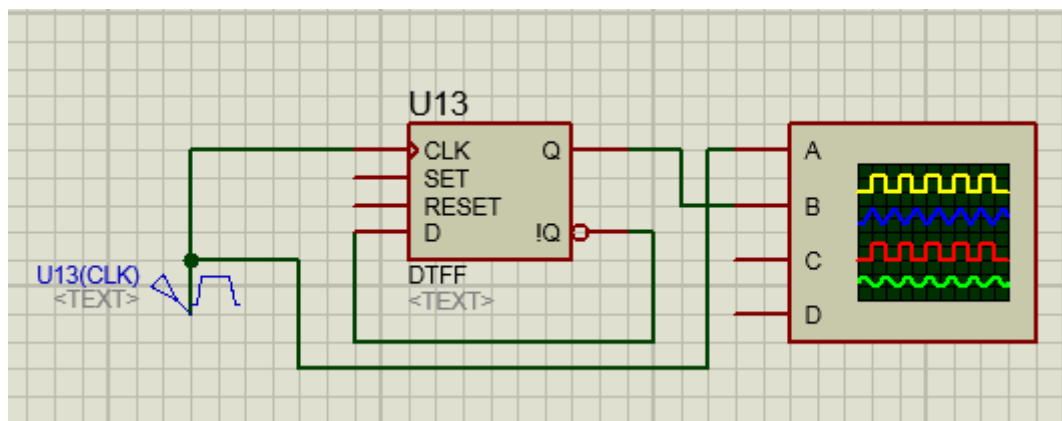 U13
CLK Q
SET
RESET
D !Q
DTFF
<TEXT>
U13(CLK)
<TEXT>
A
B
C
D